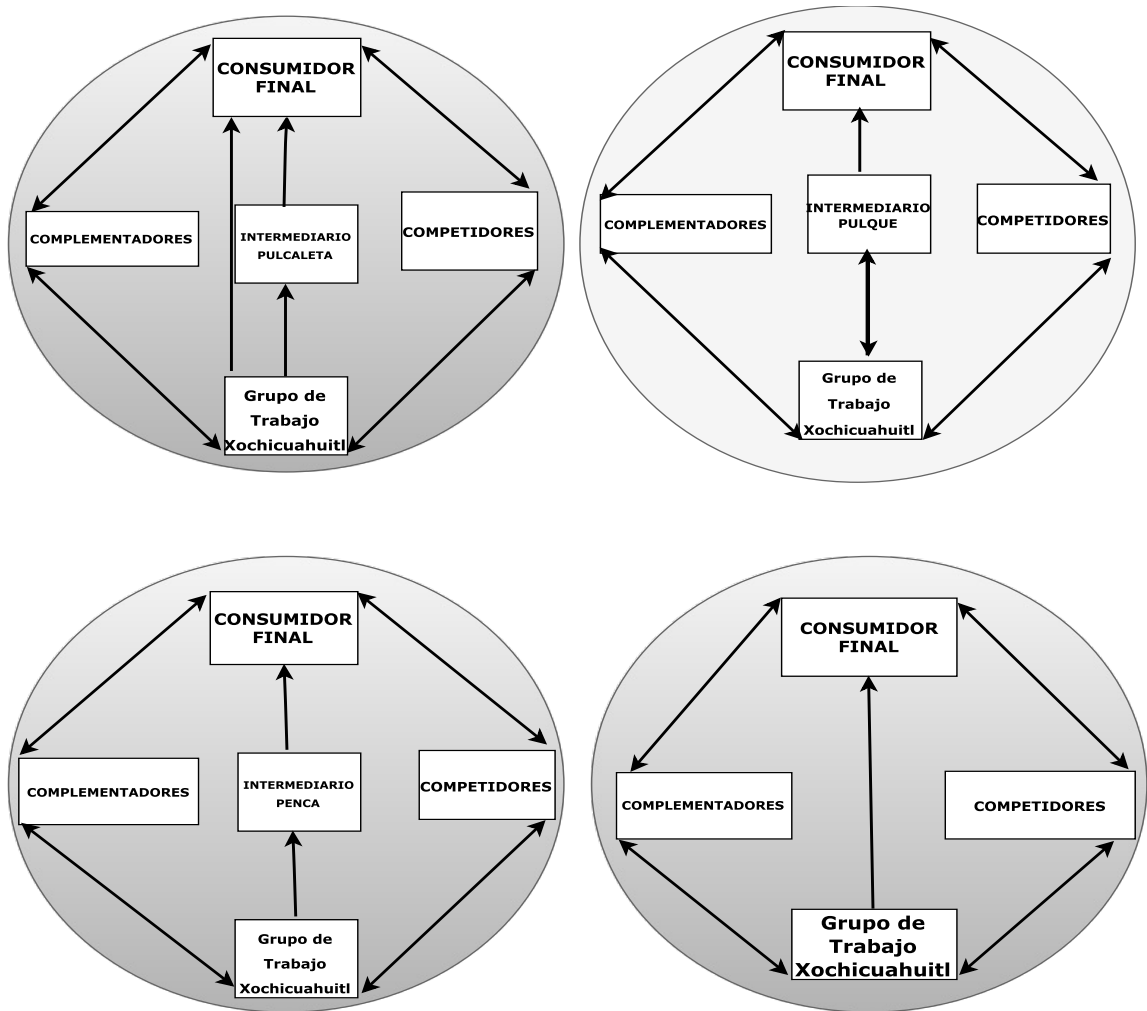 CONSUMIDOR
FINAL
COMPLEMENTADORES
INTERMEDIARIO
PULCALETA
COMPETIDORES
Grupo de
Trabajo
Xochicuahuitl
CONSUMIDOR
FINAL
COMPLEMENTADORES
INTERMEDIARIO
PULQUE
COMPETIDORES
Grupo de
Trabajo
Xochicuahuitl
CONSUMIDOR
FINAL
COMPLEMENTADORES
INTERMEDIARIO
PENCA
COMPETIDORES
Grupo de
Trabajo
Xochicuahuitl
CONSUMIDOR
FINAL
COMPLEMENTADORES
COMPETIDORES
Grupo de
Trabajo
Xochicuahuitl